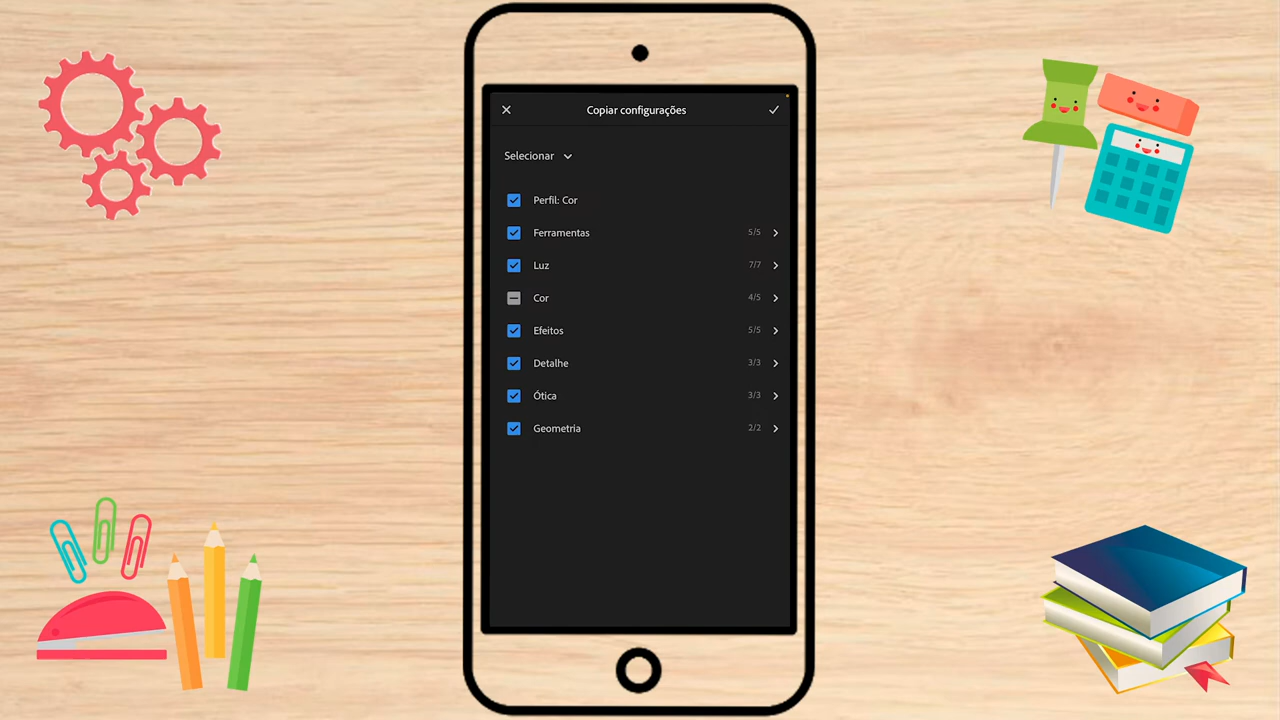 Copiar configurações
Selecionar
Perfil: Cor
Ferramentas 5/5
Luz 7/7
Cor 4/5
Efeitos 5/5
Detalhe 3/3
Ótica 3/3
Geometria 2/2